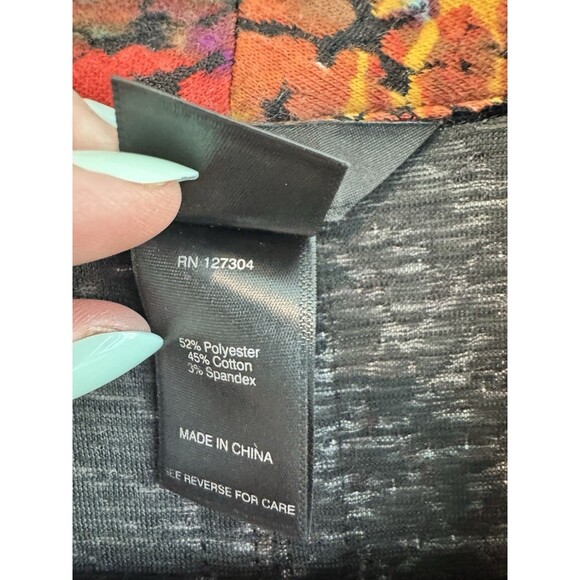 RN 127304
52% Polyester
45% Cotton
3% Spandex
MADE IN CHINA
SEE REVERSE FOR CARE